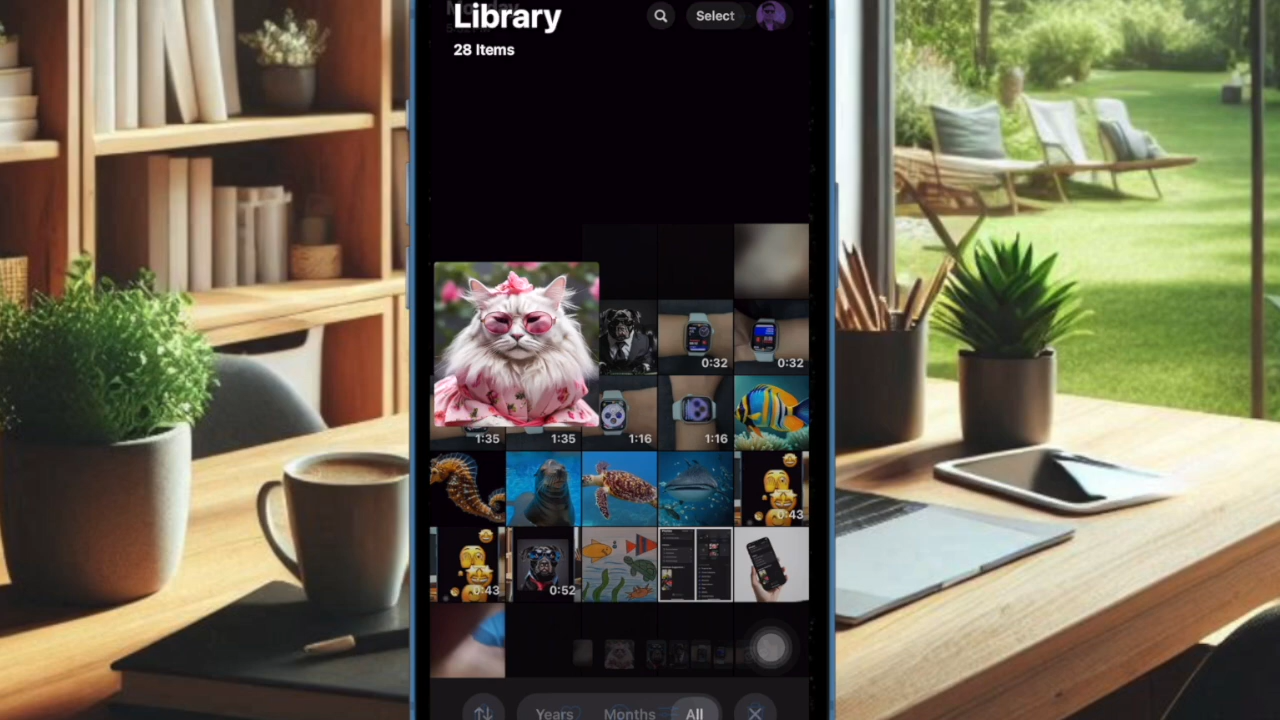 Monday
Library
Select
28 Items
0:32
0:32
1:35
1:35
1:16
1:16
0:43
0:43
0:52
Years
Months
All